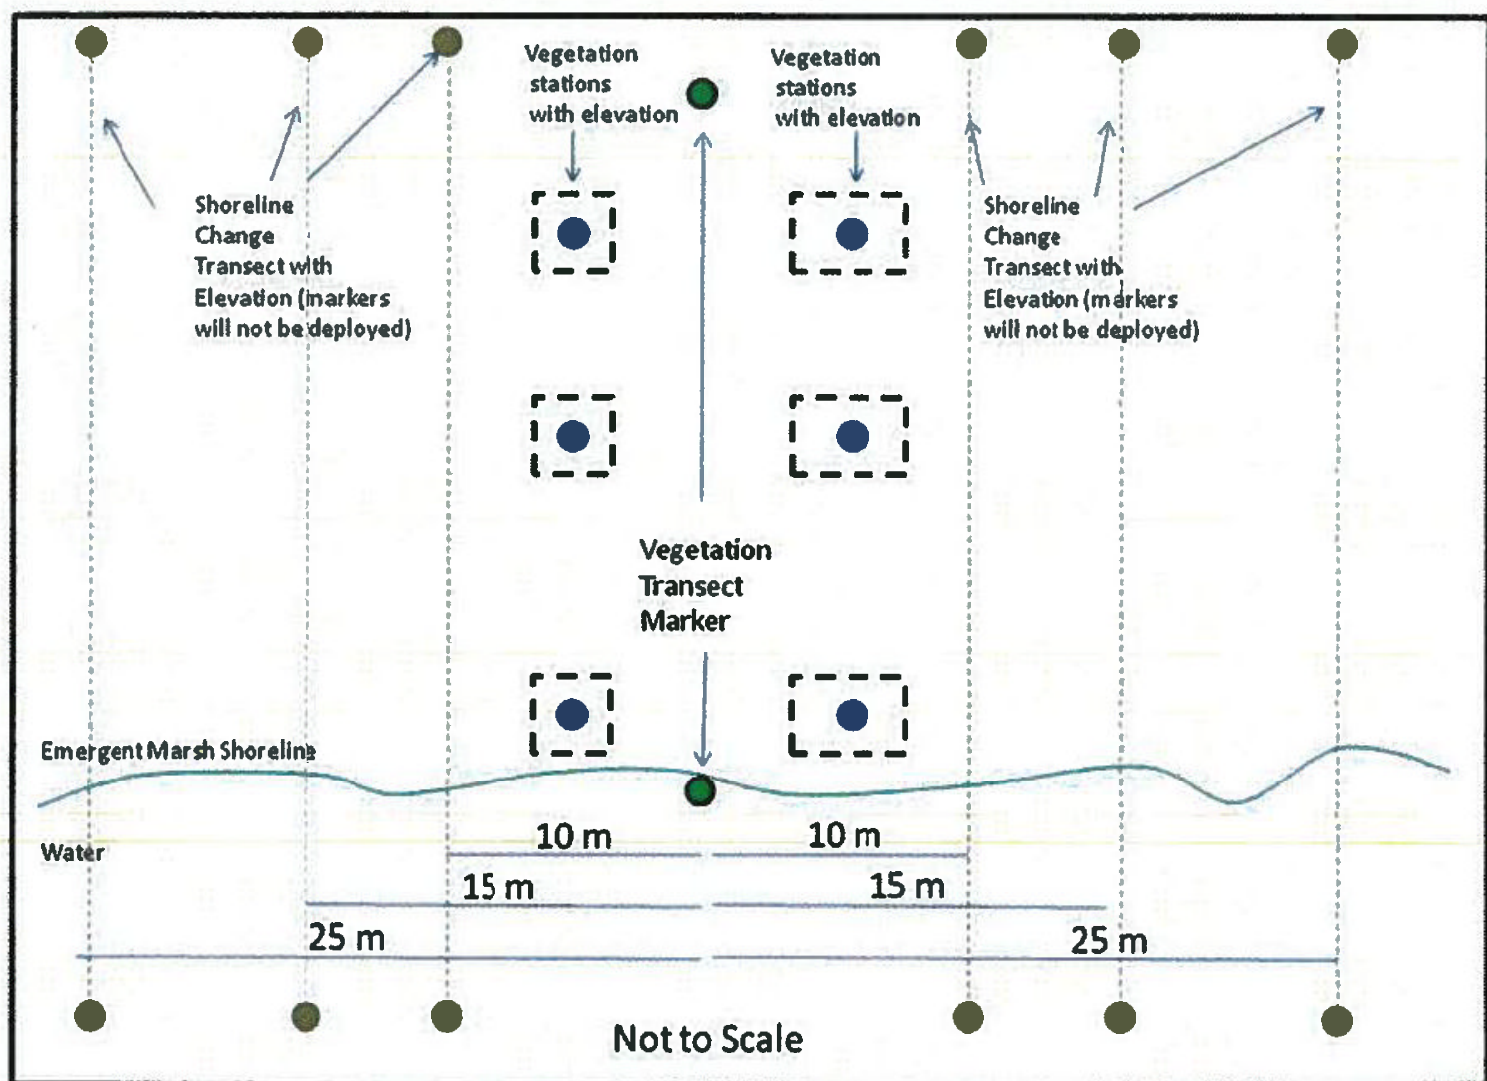 Vegetation
stations
with elevation
Vegetation
stations
with elevation
Shoreline
Change
Transect with
Elevation (markers
will not be deployed)
Shoreline
Change
Transect with
Elevation (markers
will not be deployed)
Vegetation
Transect
Marker
Emergent Marsh Shoreline
Water
10 m
10 m
15 m
15 m
25 m
25 m
Not to Scale